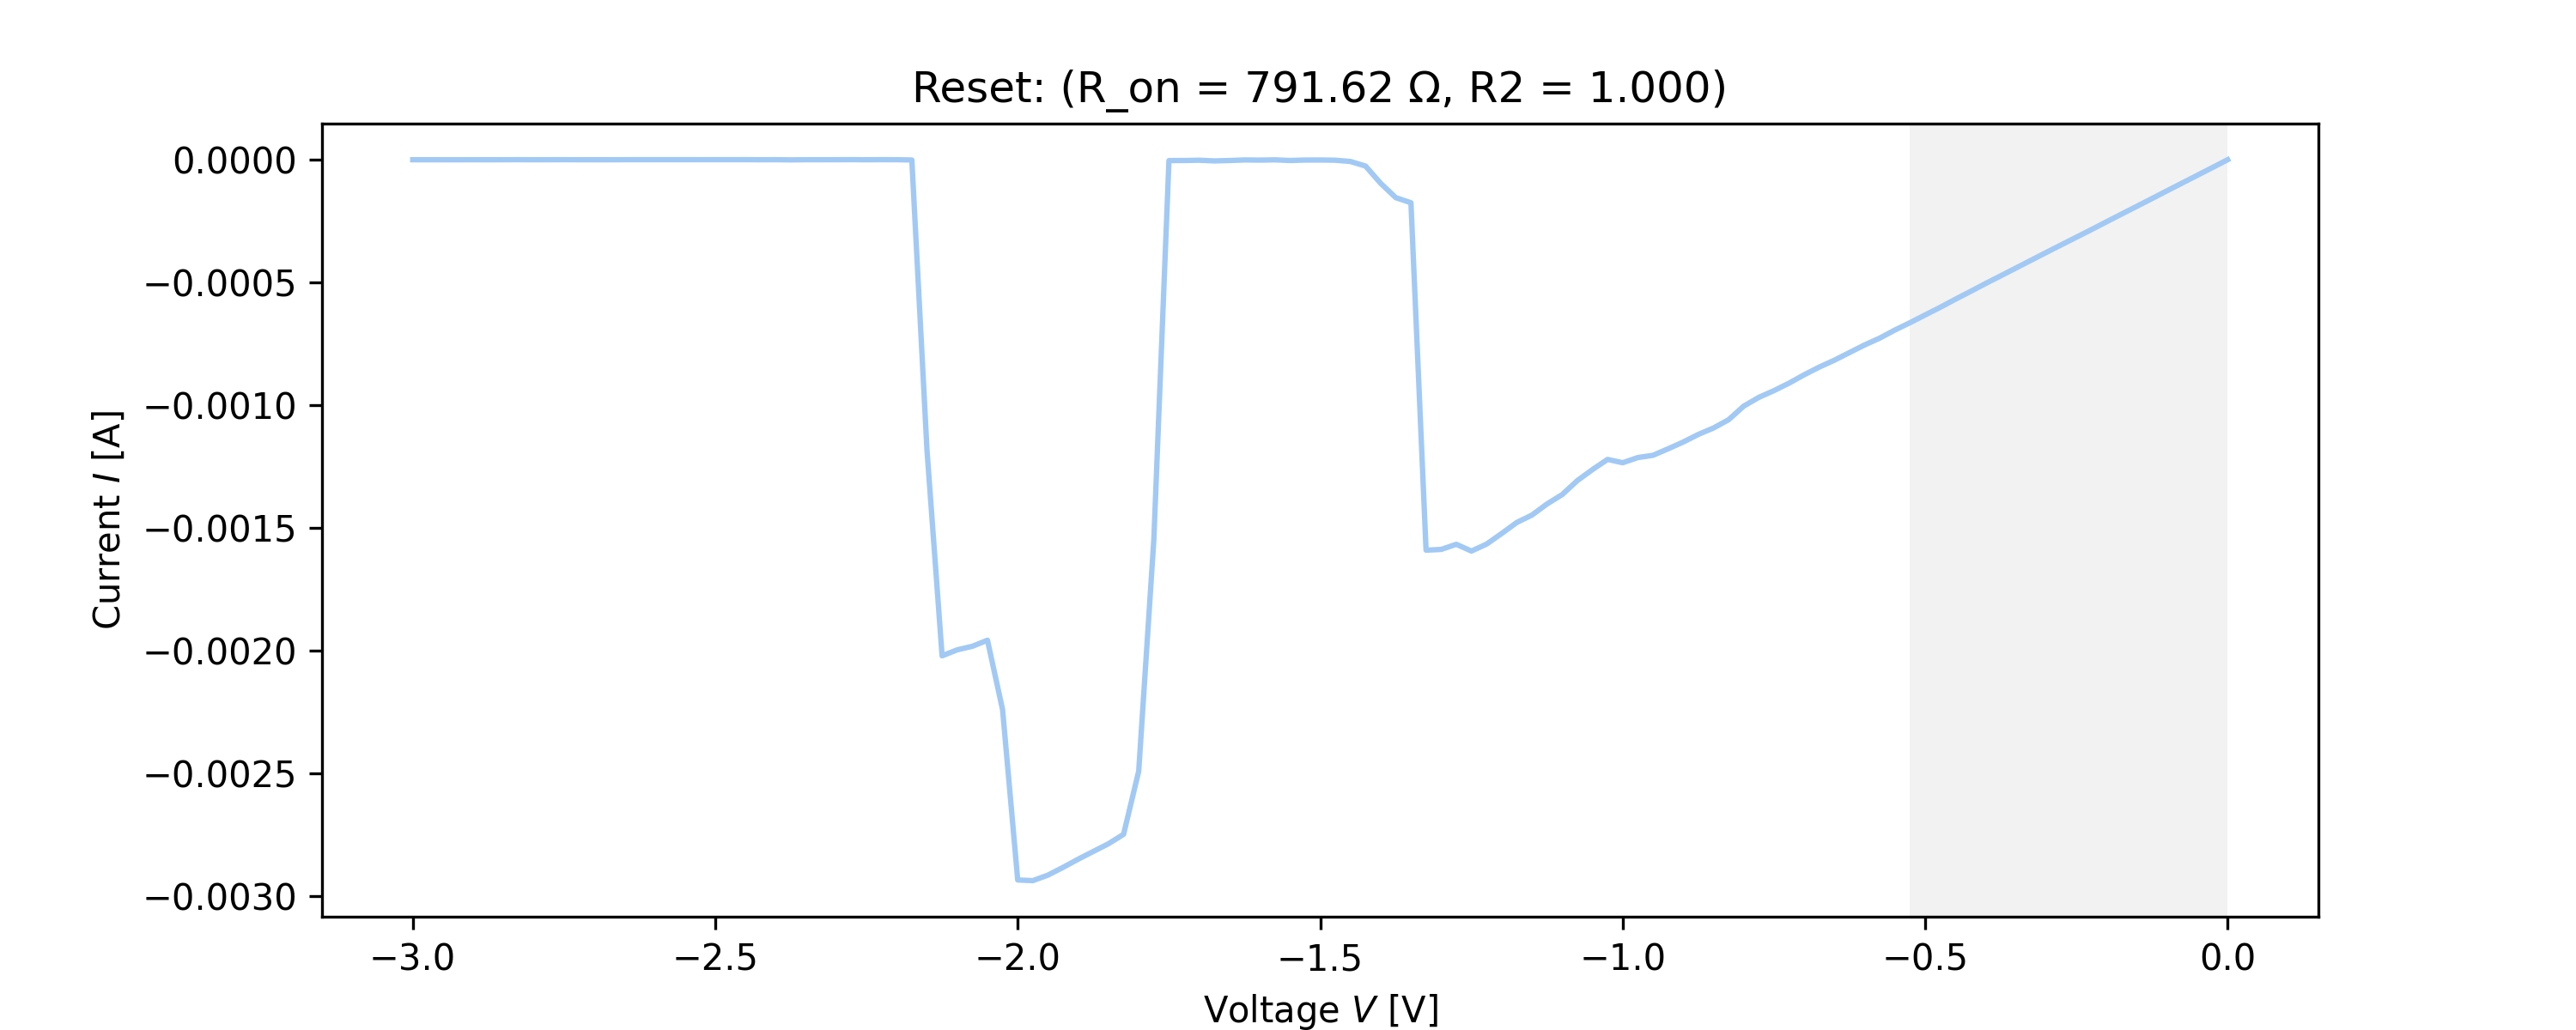 Reset: (R_on = 791.62 Ω, R2 = 1.000)
0.0000
−0.0005
−0.0010
−0.0015
−0.0020
−0.0025
−0.0030
Current I [A]
−3.0 −2.5 −2.0 −1.5 −1.0 −0.5 0.0
Voltage V [V]